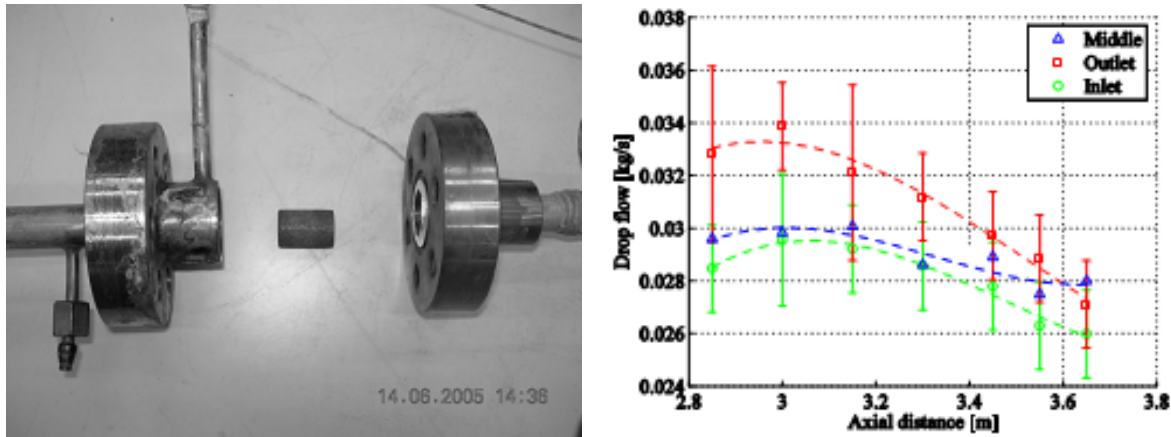 14.06.2005 14:36
0.038
0.036
0.034
0.032
0.03
0.028
0.026
0.024
Drop flow [kg/s]
Middle
Outlet
Inlet
2.8 3 3.2 3.4 3.6 3.8
Axial distance [m]